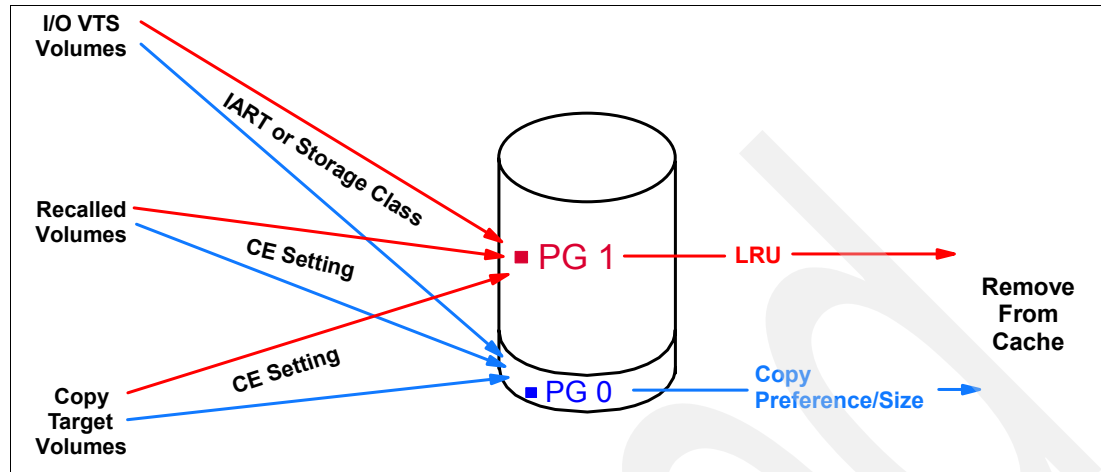 I/O VTS
Volumes
IART or Storage Class
Recalled
Volumes
CE Setting
PG 1
LRU
Remove
From
Cache
CE Setting
Copy
Target
Volumes
PG 0
Copy
Preference/Size